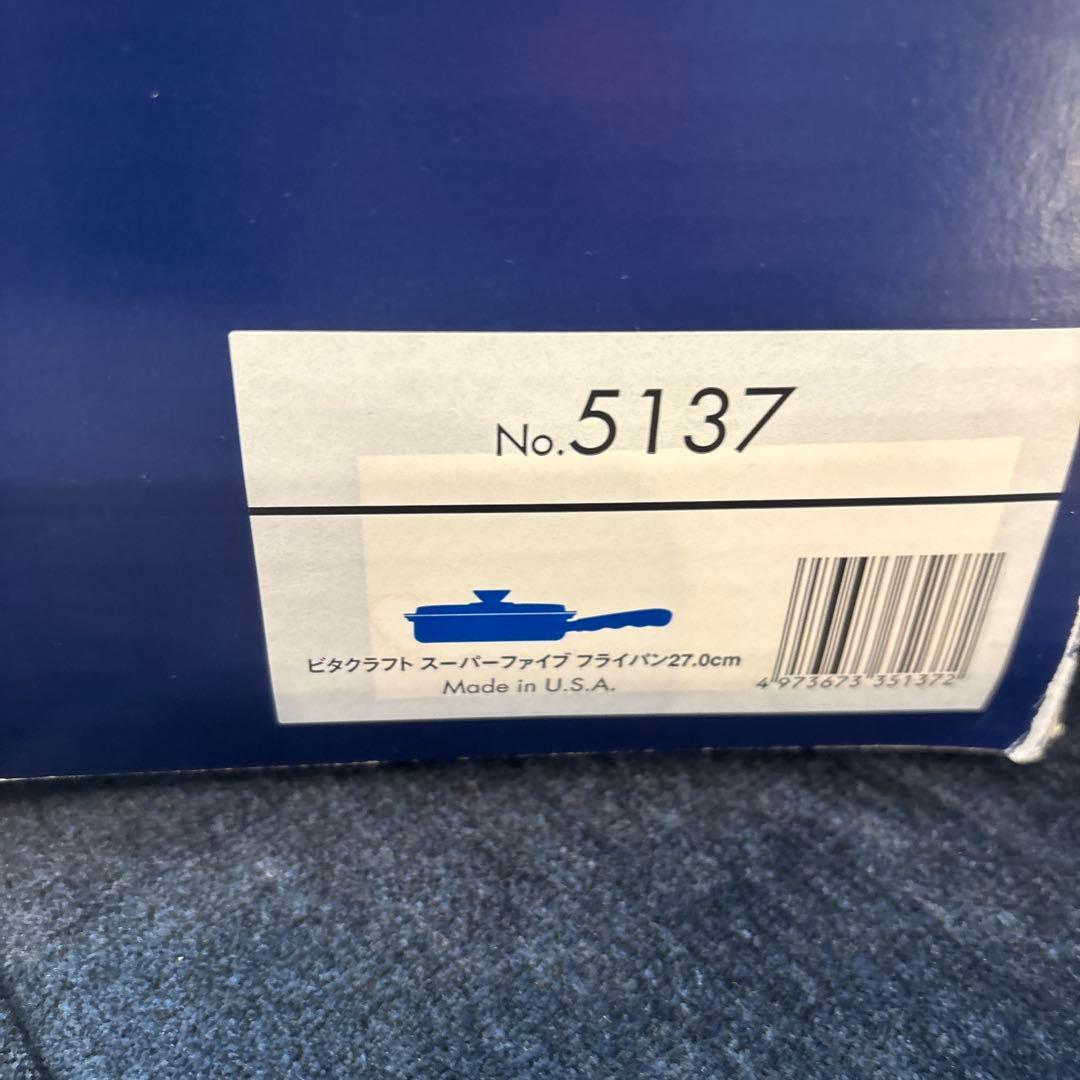 No.5137
ビタクラフト スーパーファイブ フライパン27.0cm
Made in U.S.A.
4 973673 351372